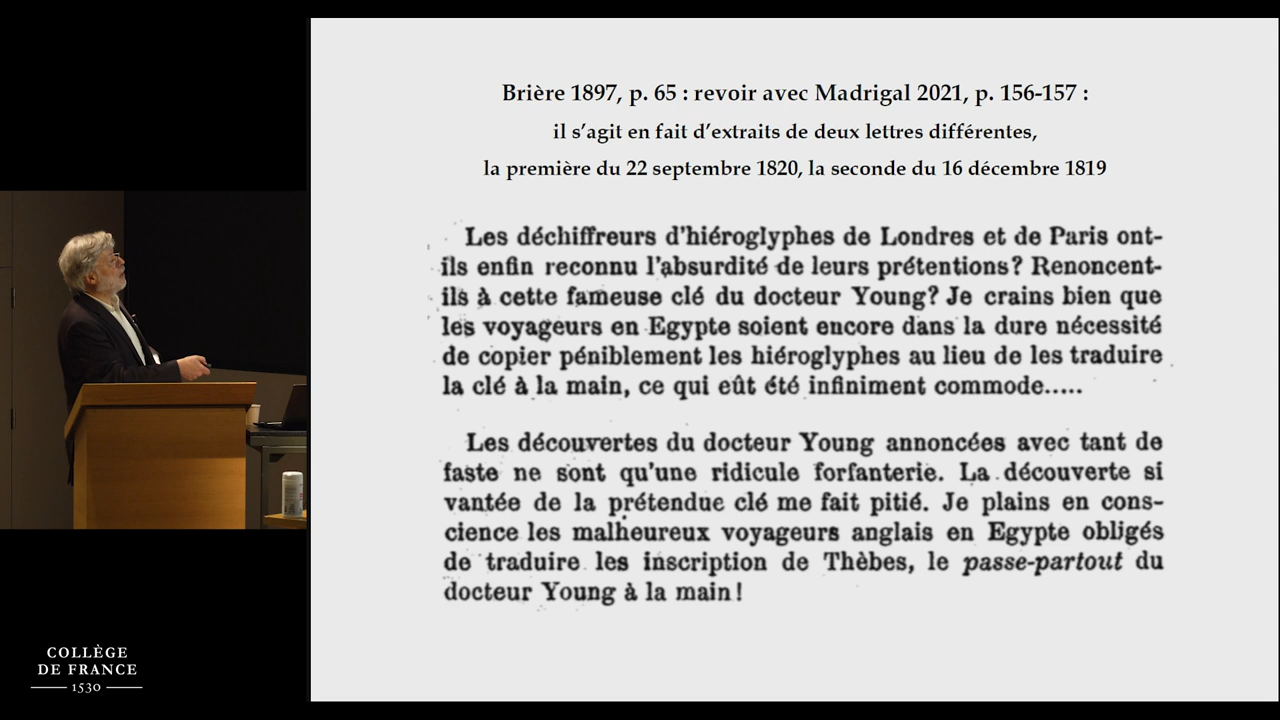 Brière 1897, p. 65 : revoir avec Madrigal 2021, p. 156-157 :
il s’agit en fait d’extraits de deux lettres différentes,
la première du 22 septembre 1820, la seconde du 16 décembre 1819
Les déchiffreurs d'hiéroglyphes de Londres et de Paris ont-
ils enfin reconnu l'absurdité de leurs prétentions? Renoncent-
ils à cette fameuse clé du docteur Young? Je crains bien que
les voyageurs en Egypte soient encore dans la dure nécessité
de copier péniblement les hiéroglyphes au lieu de les traduire
la clé à la main, ce qui eût été infiniment commode.....
Les découvertes du docteur Young annoncées avec tant de
faste ne sont qu'une ridicule forfanterie. La découverte si
vantée de la prétendue clé me fait pitié. Je plains en cons-
cience les malheureux voyageurs anglais en Egypte obligés
de traduire les inscription de Thèbes, le passe-partout du
docteur Young à la main!
COLLÈGE
DE FRANCE
1530